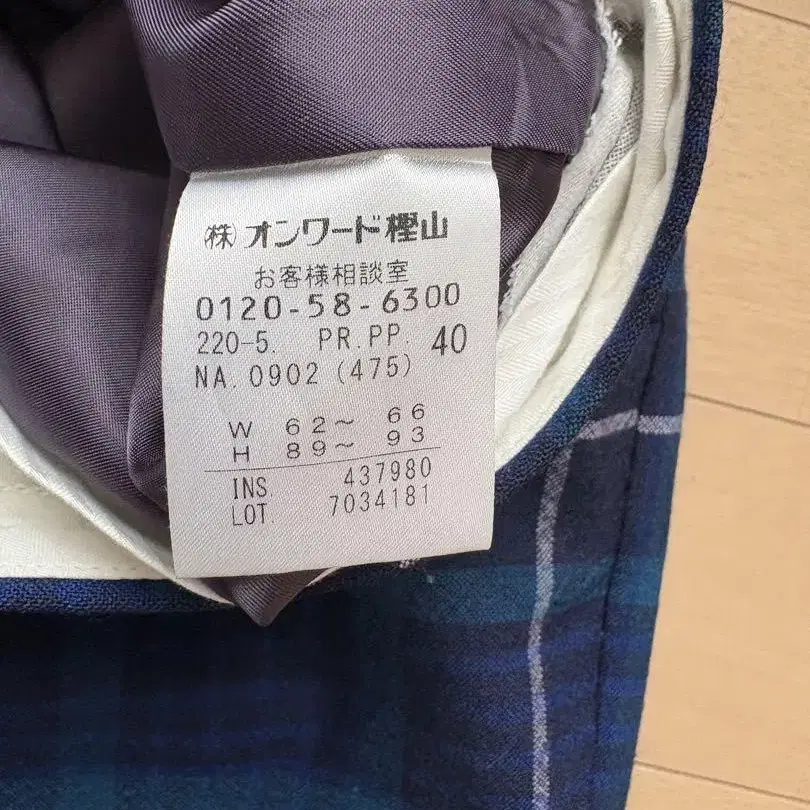 ㈱オンワード樫山
お客様相談室
0120-58-6300
220-5. PR.PP. 40
NA.0902(475)
W 62〜 66
H 89〜 93
INS. 437980
LOT. 7034181